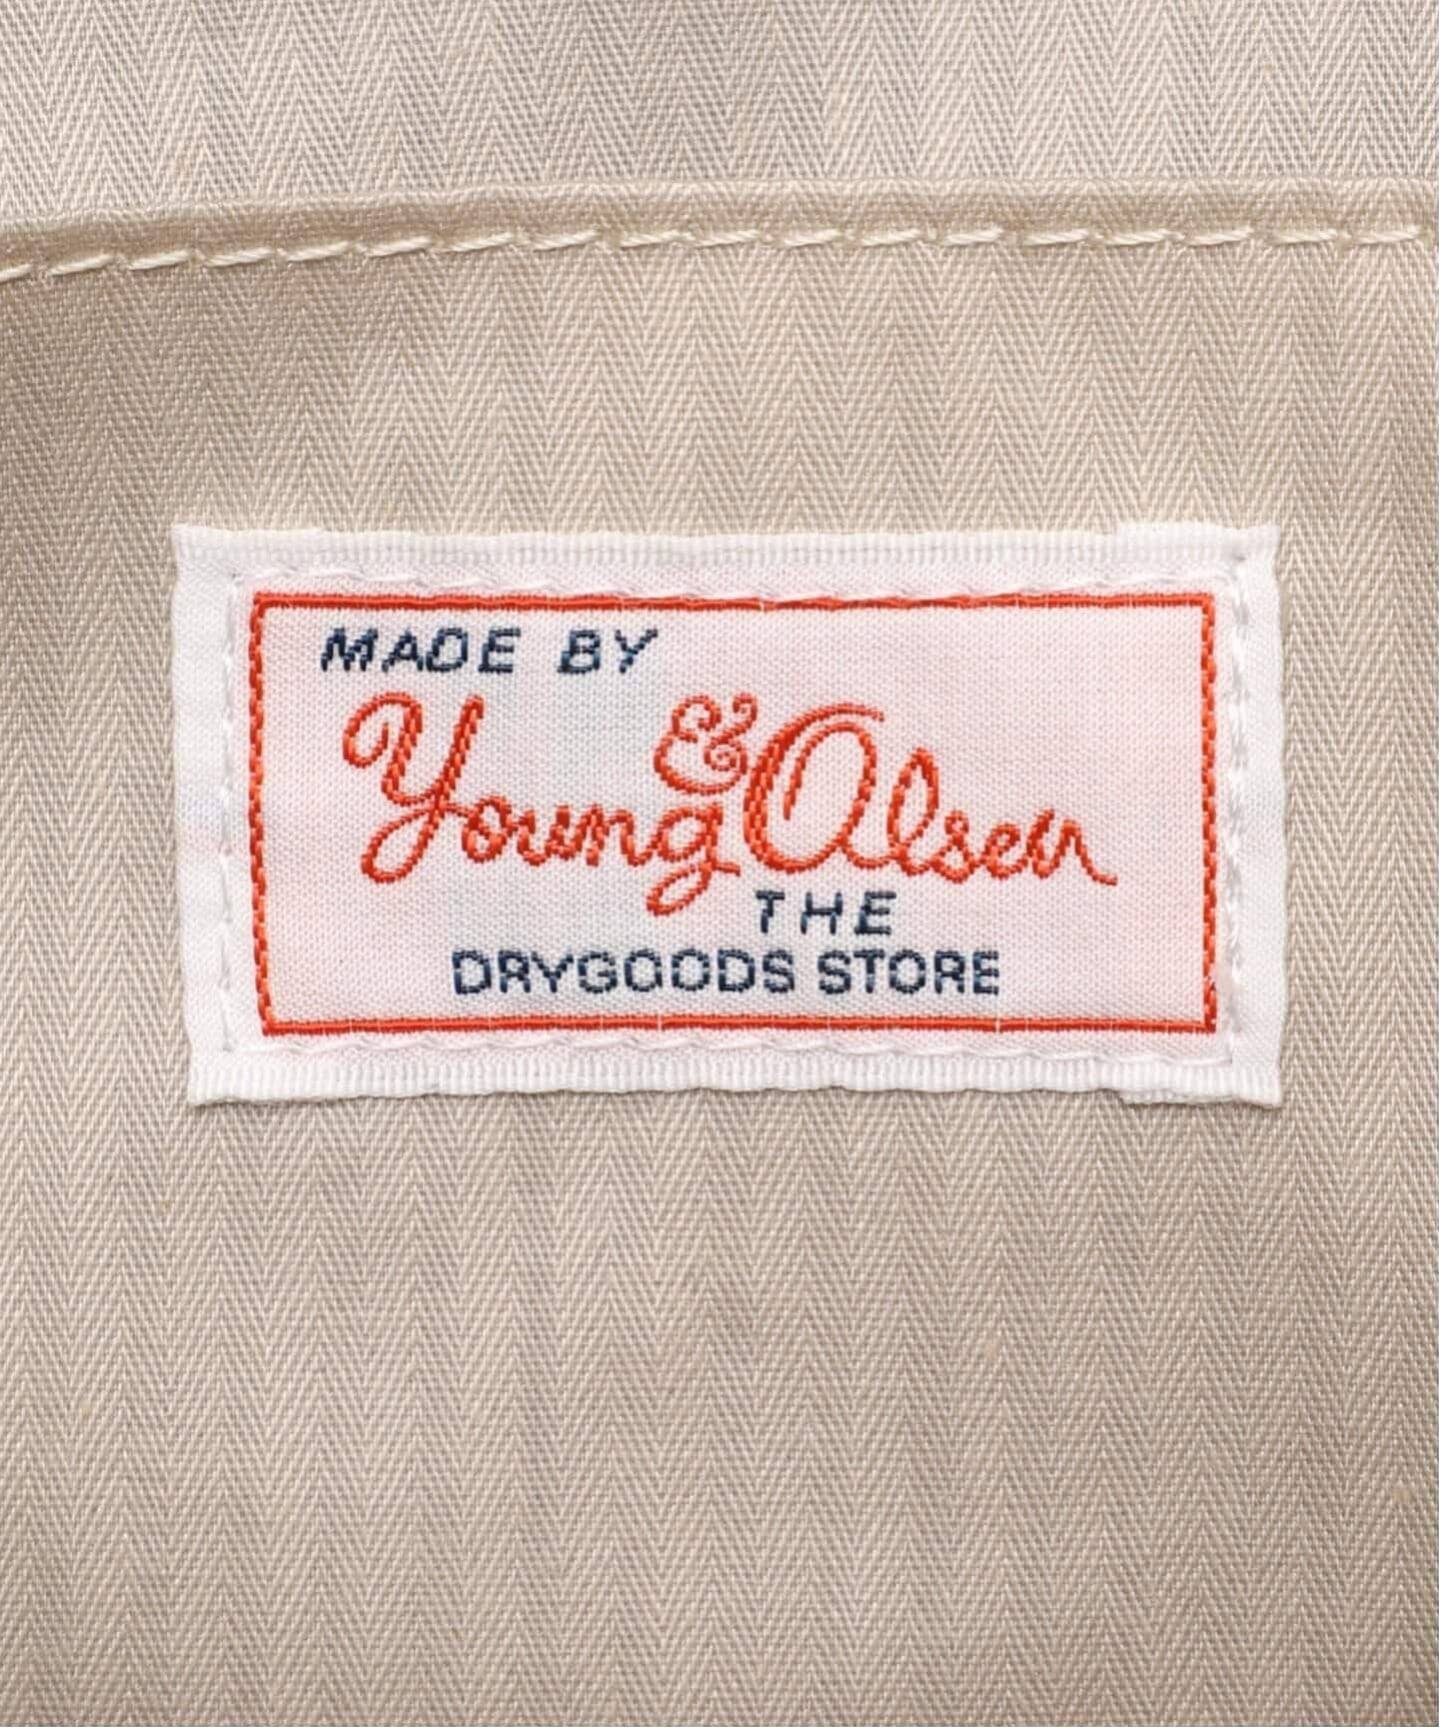 MADE BY
Young & Olsen
THE
DRYGOODS STORE